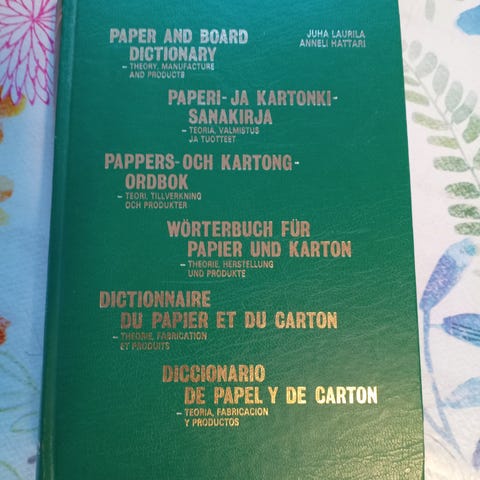 JUHA LAURILA
ANNELI HATTARI
PAPER AND BOARD
DICTIONARY
– THEORY, MANUFACTURE
AND PRODUCTS
PAPERI- JA KARTONKI-
SANAKIRJA
– TEORIA, VALMISTUS
JA TUOTTEET
PAPPERS- OCH KARTONG-
ORDBOK
– TEORI, TILLVERKNING
OCH PRODUKTER
WÖRTERBUCH FÜR
PAPIER UND KARTON
– THEORIE, HERSTELLUNG
UND PRODUKTE
DICTIONNAIRE
DU PAPIER ET DU CARTON
– THEORIE, FABRICATION
ET PRODUITS
DICCIONARIO
DE PAPEL Y DE CARTON
– TEORIA, FABRICACION
Y PRODUCTOS